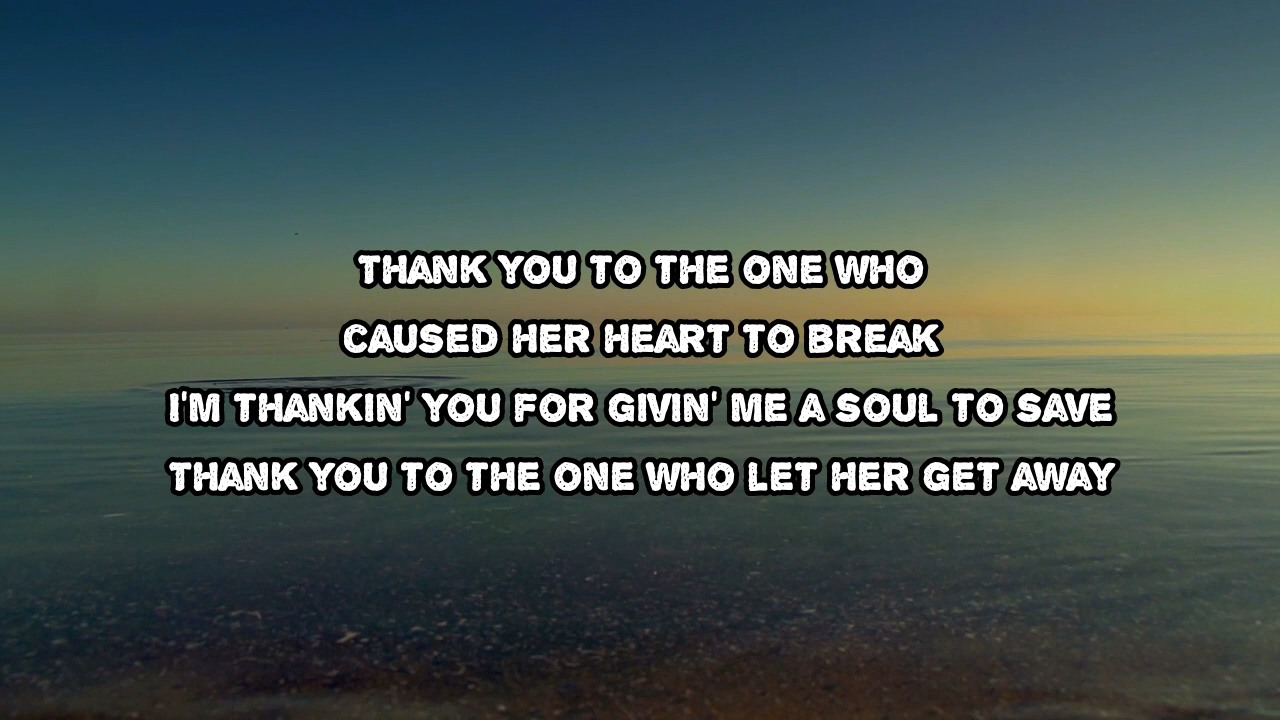 THANK YOU TO THE ONE WHO
CAUSED HER HEART TO BREAK
I'M THANKIN' YOU FOR GIVIN' ME A SOUL TO SAVE
THANK YOU TO THE ONE WHO LET HER GET AWAY